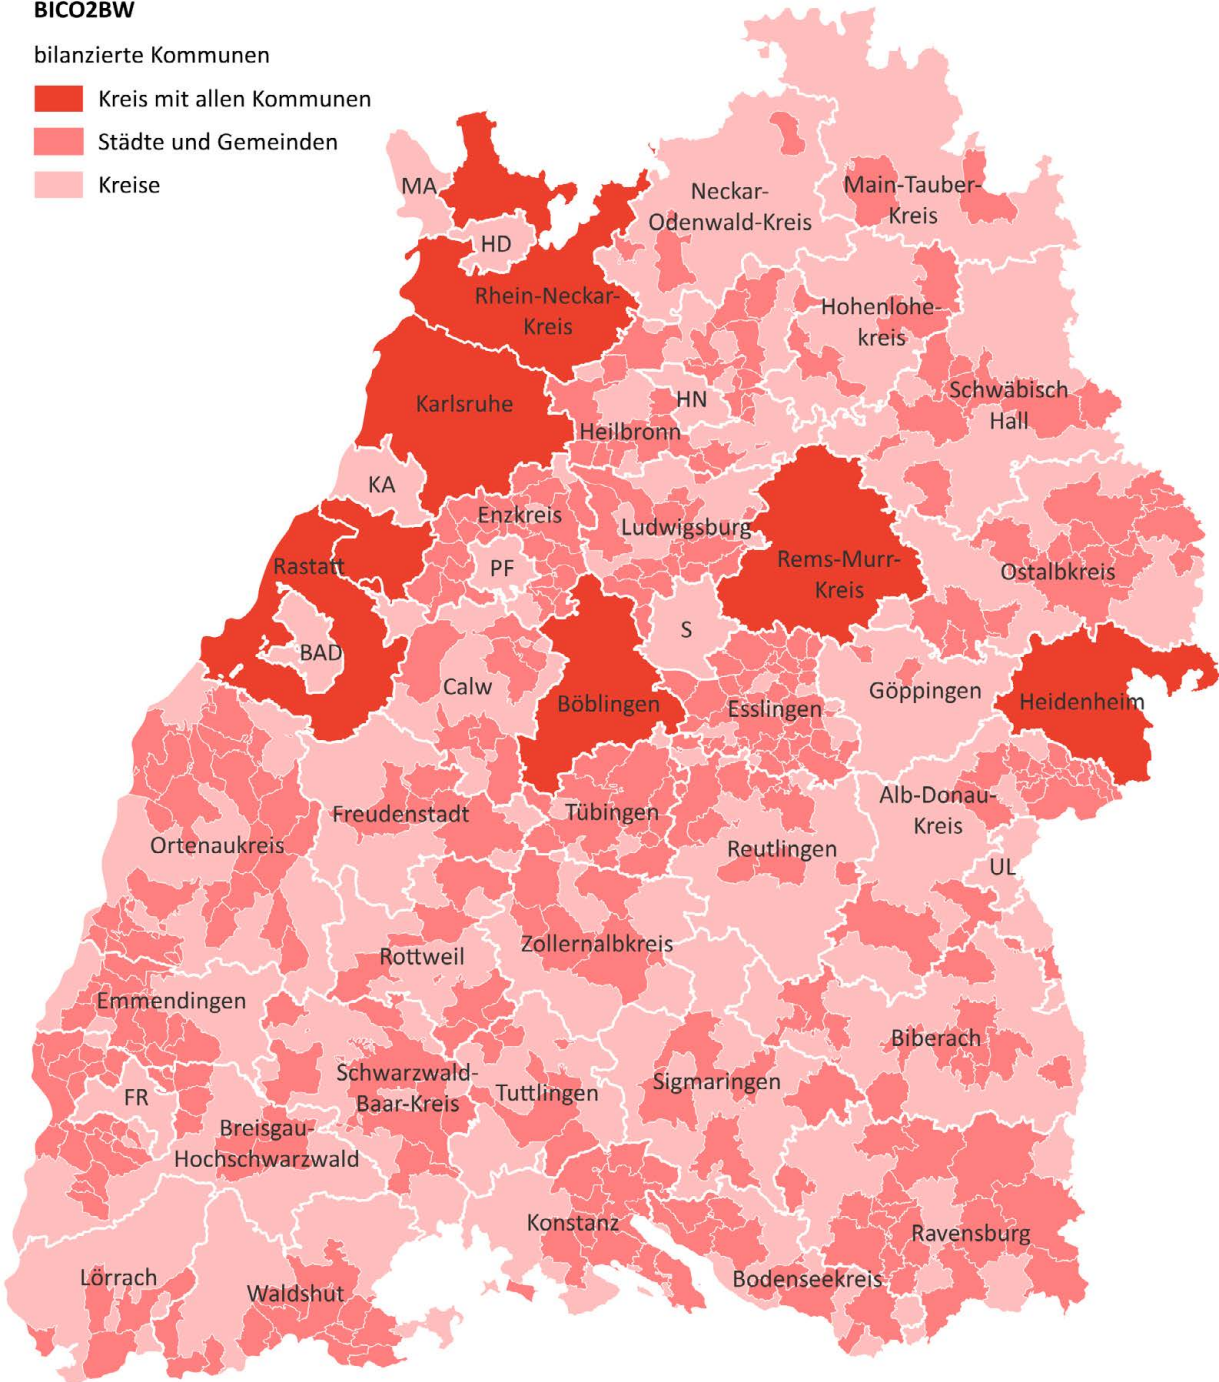 BICO2BW
bilanzierte Kommunen
Kreis mit allen Kommunen
Städte und Gemeinden
Kreise
MA
Neckar-
Odenwald-Kreis
Main-Tauber-
Kreis
HD
Rhein-Neckar-
Kreis
Hohenlohe-
kreis
Karlsruhe
HN
Heilbronn
Schwäbisch
Hall
KA
Enzkreis
Ludwigsburg
PF
Rastatt
Rems-Murr-
Kreis
Ostalbkreis
S
BAD
Calw
Böblingen
Esslingen
Göppingen
Heidenheim
Freudenstadt
Tübingen
Alb-Donau-
Kreis
Ortenaukreis
Reutlingen
UL
Rottweil
Zollernalbkreis
Emmendingen
Biberach
FR
Schwarzwald-
Baar-Kreis
Tuttlingen
Sigmaringen
Breisgau-
Hochschwarzwald
Konstanz
Ravensburg
Lörrach
Waldshut
Bodenseekreis